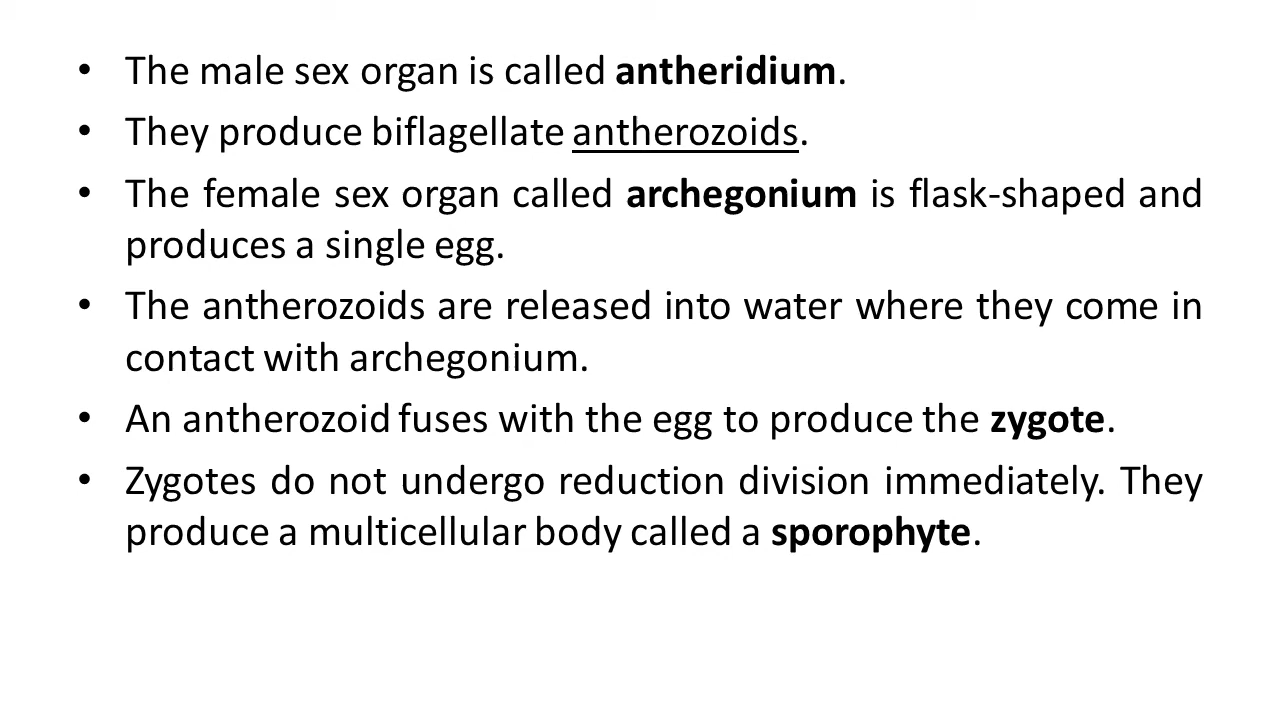 • The male sex organ is called antheridium.
• They produce biflagellate antherozoids.
• The female sex organ called archegonium is flask-shaped and
produces a single egg.
• The antherozoids are released into water where they come in
contact with archegonium.
• An antherozoid fuses with the egg to produce the zygote.
• Zygotes do not undergo reduction division immediately. They
produce a multicellular body called a sporophyte.